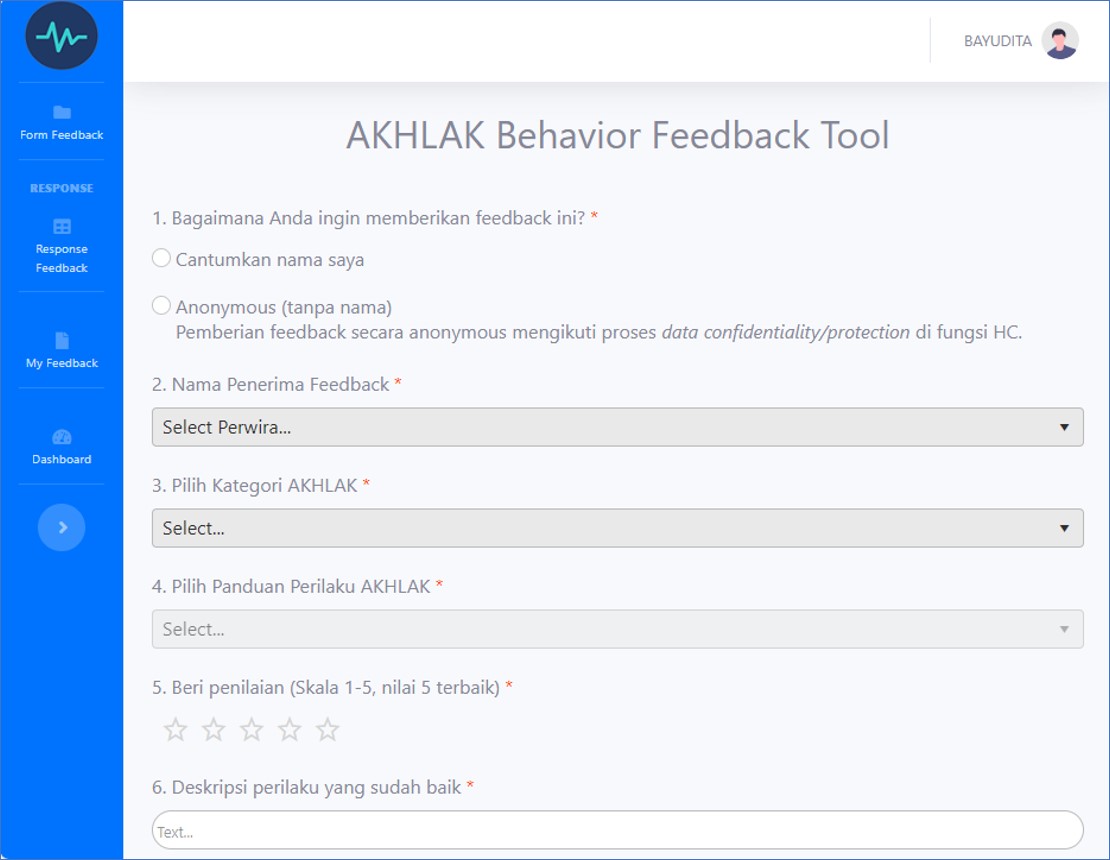 BAYUDITA
Form Feedback
RESPONSE
Response
Feedback
My Feedback
Dashboard
AKHLAK Behavior Feedback Tool
1. Bagaimana Anda ingin memberikan feedback ini? *
Cantumkan nama saya
Anonymous (tanpa nama)
Pemberian feedback secara anonymous mengikuti proses data confidentiality/protection di fungsi HC.
2. Nama Penerima Feedback *
Select Perwira...
3. Pilih Kategori AKHLAK *
Select...
4. Pilih Panduan Perilaku AKHLAK *
Select...
5. Beri penilaian (Skala 1-5, nilai 5 terbaik) *
6. Deskripsi perilaku yang sudah baik *
Text...